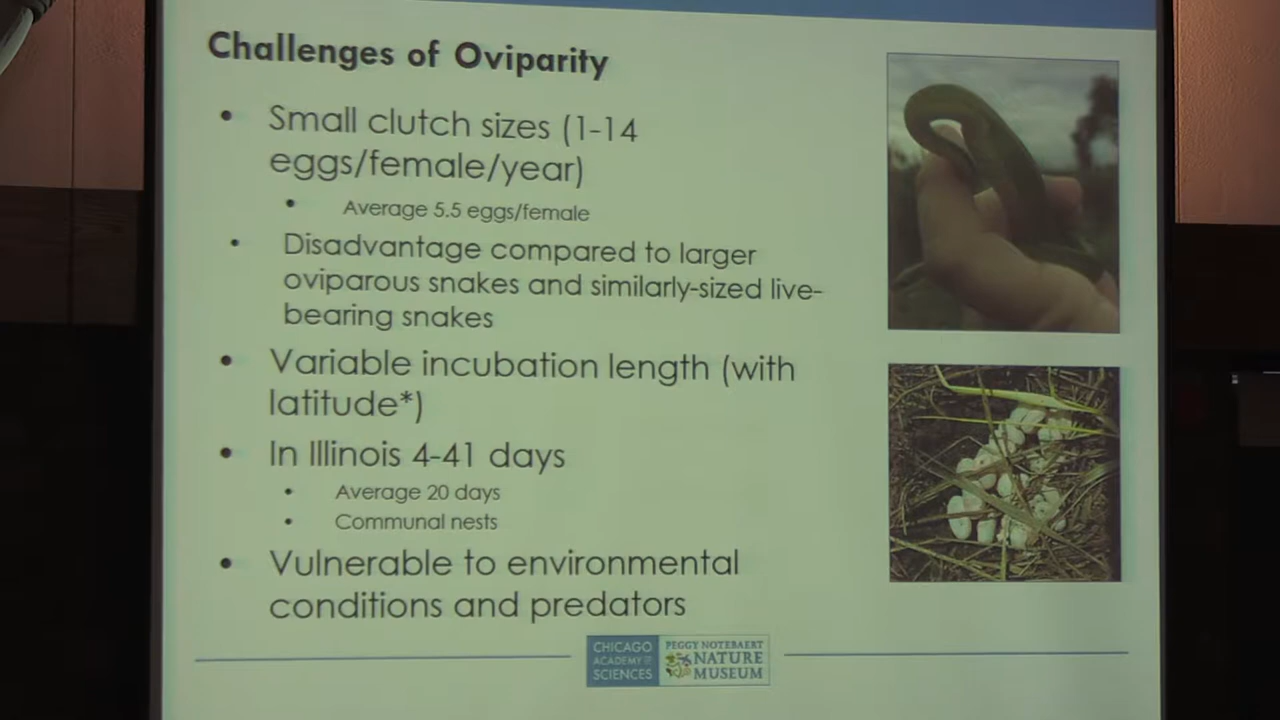 Challenges of Oviparity
• Small clutch sizes (1-14
eggs/female/year)
• Average 5.5 eggs/female
• Disadvantage compared to larger
oviparous snakes and similarly-sized live-
bearing snakes
• Variable incubation length (with
latitude*)
• In Illinois 4-41 days
• Average 20 days
• Communal nests
• Vulnerable to environmental
conditions and predators
CHICAGO
ACADEMY OF
SCIENCES
PEGGY NOTEBAERT
NATURE
MUSEUM